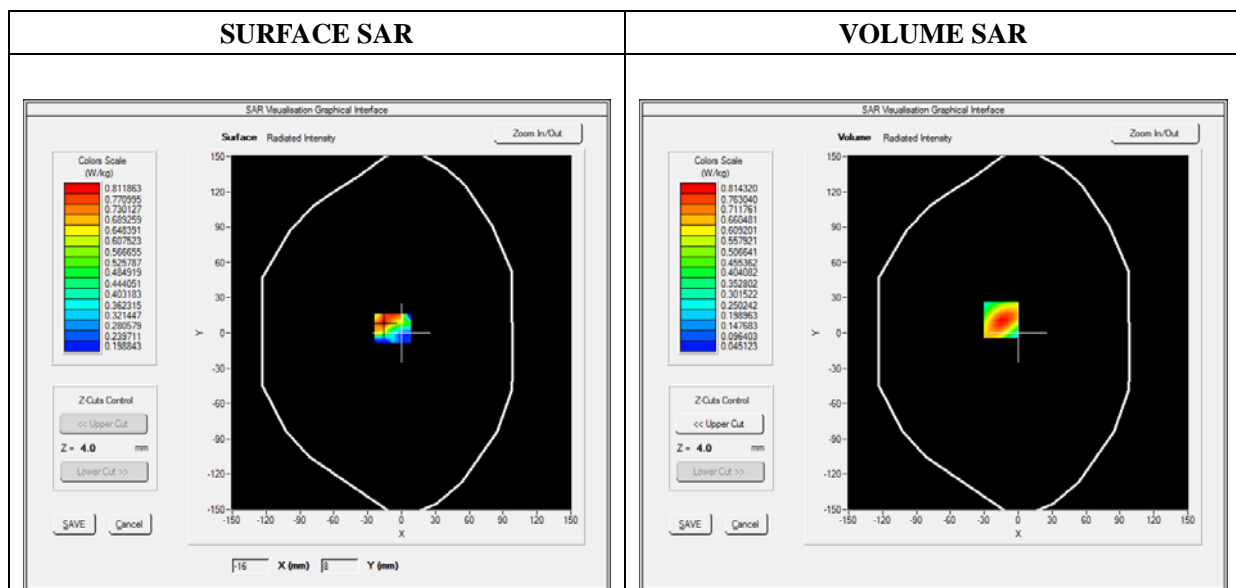 SURFACE SAR
VOLUME SAR
SAR Visualisation Graphical Interface
Surface Radiated Intensity
Zoom In/Out
Colors Scale
(W/kg)
0.811863
0.770995
0.730127
0.689259
0.648391
0.607523
0.566655
0.525787
0.484919
0.444051
0.403183
0.362315
0.321447
0.280579
0.239711
0.198843
Z-Cuts Control
<< Upper Cut
Z = 4.0 mm
Lower Cut >>
SAVE Cancel
150
120
90
60
30
Y 0
-30
-60
-90
-120
-150
-150 -120 -90 -60 -30 0 30 60 90 120 150
X
-16 X (mm) 8 Y (mm)
SAR Visualisation Graphical Interface
Volume Radiated Intensity
Zoom In/Out
Colors Scale
(W/kg)
0.814320
0.763040
0.711761
0.660481
0.609201
0.557921
0.506641
0.455362
0.404082
0.352802
0.301522
0.250242
0.198963
0.147683
0.096403
0.045123
Z-Cuts Control
<< Upper Cut
Z = 4.0 mm
Lower Cut >>
SAVE Cancel
150
120
90
60
30
Y 0
-30
-60
-90
-120
-150
-150 -120 -90 -60 -30 0 30 60 90 120 150
X